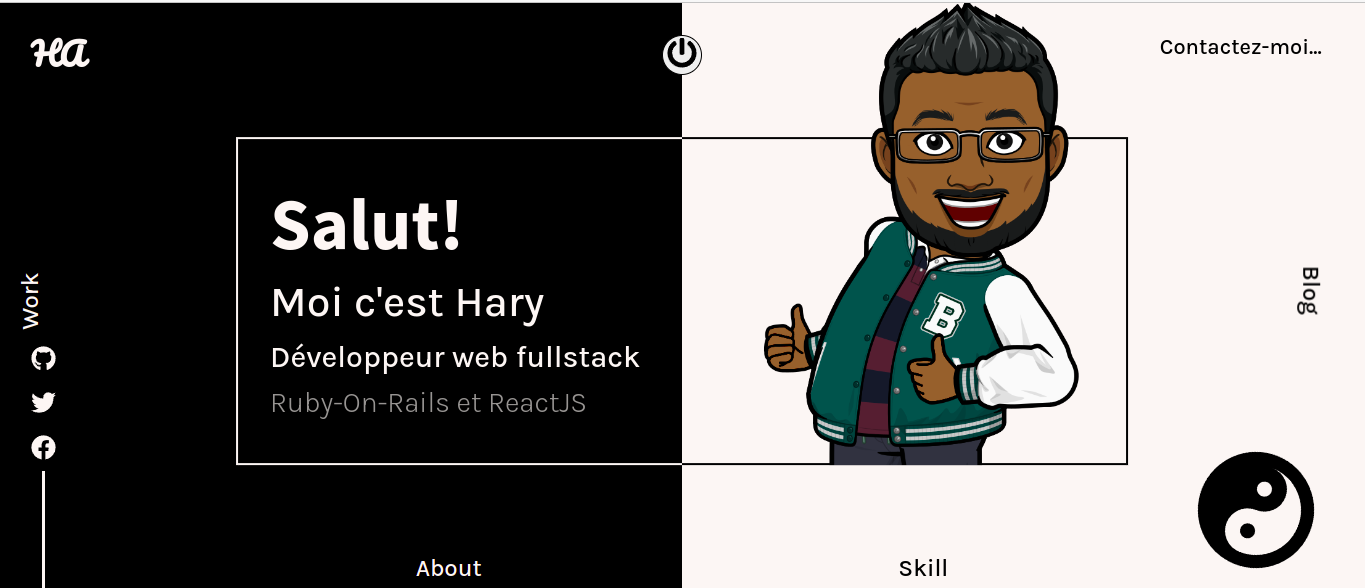 HA
Contactez-moi...
Salut!
Moi c'est Hary
Développeur web fullstack
Ruby-On-Rails et ReactJS
B
Work
Blog
About
Skill